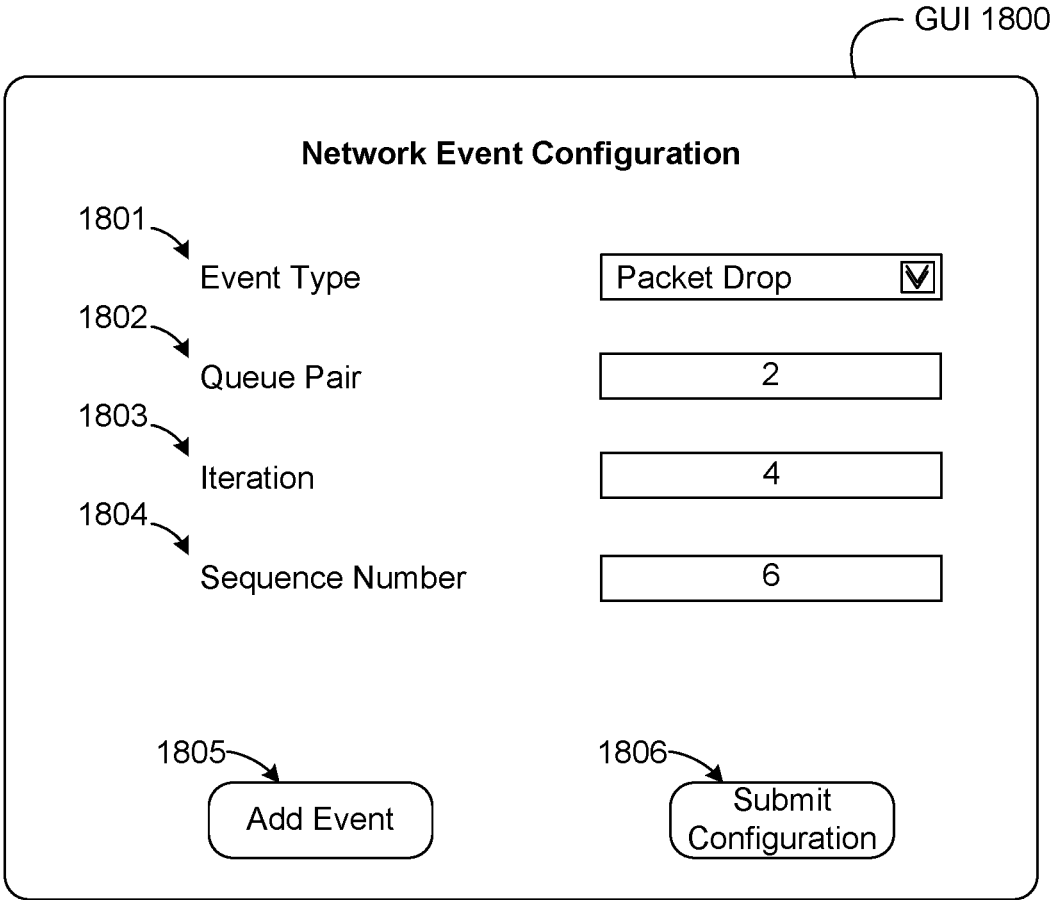 GUI 1800
Network Event Configuration
1801
Event Type
Packet Drop
1802
Queue Pair
2
1803
Iteration
4
1804
Sequence Number
6
1805
Add Event
1806
Submit
Configuration